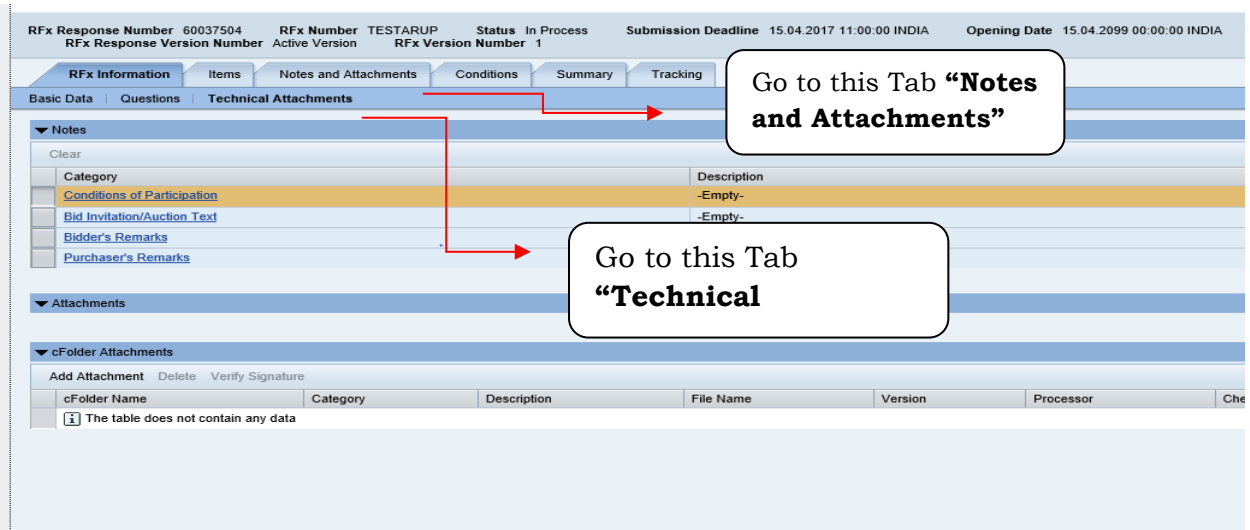 RFx Response Number 60037504 RFx Number TESTARUP Status In Process Submission Deadline 15.04.2017 11:00:00 INDIA Opening Date 15.04.2099 00:00:00 INDIA
RFx Response Version Number Active Version RFx Version Number 1
RFx Information Items Notes and Attachments Conditions Summary Tracking
Basic Data Questions Technical Attachments
Go to this Tab “Notes
and Attachments”
Notes
Clear
Category Description
Conditions of Participation -Empty-
Bid Invitation/Auction Text -Empty-
Bidder's Remarks
Purchaser's Remarks
Go to this Tab
“Technical
Attachments
cFolder Attachments
Add Attachment Delete Verify Signature
cFolder Name Category Description File Name Version Processor Che
The table does not contain any data